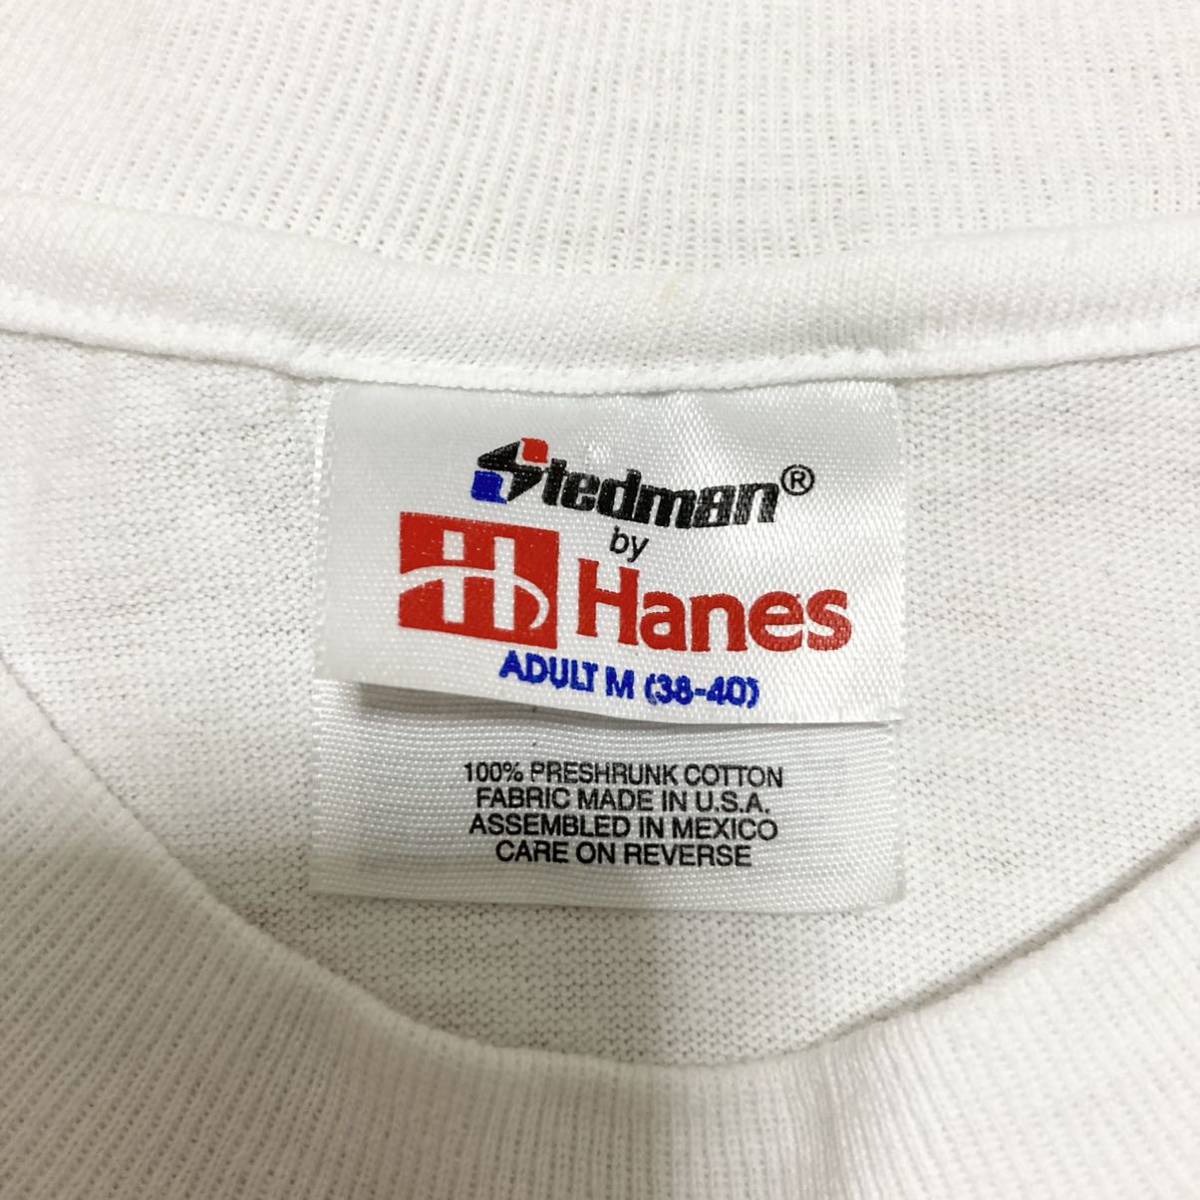 Stedman®
by
Hanes
ADULT M (38-40)
100% PRESHRUNK COTTON
FABRIC MADE IN U.S.A.
ASSEMBLED IN MEXICO
CARE ON REVERSE